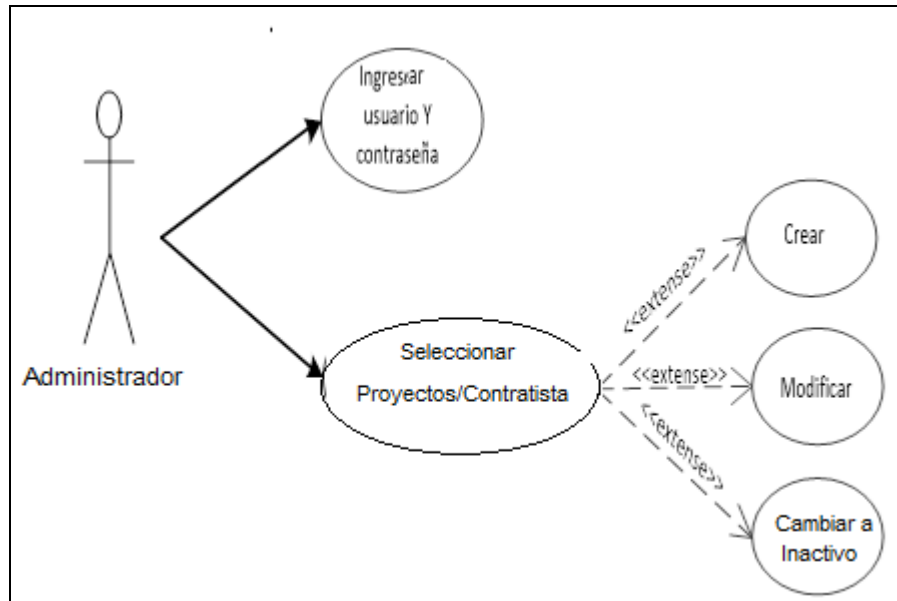 Ingresar
usuario Y
contraseña
Crear
<<extense>>
Seleccionar
Proyectos/Contratista
<<extense>>
Modificar
Administrador
<<extense>>
Cambiar a
Inactivo